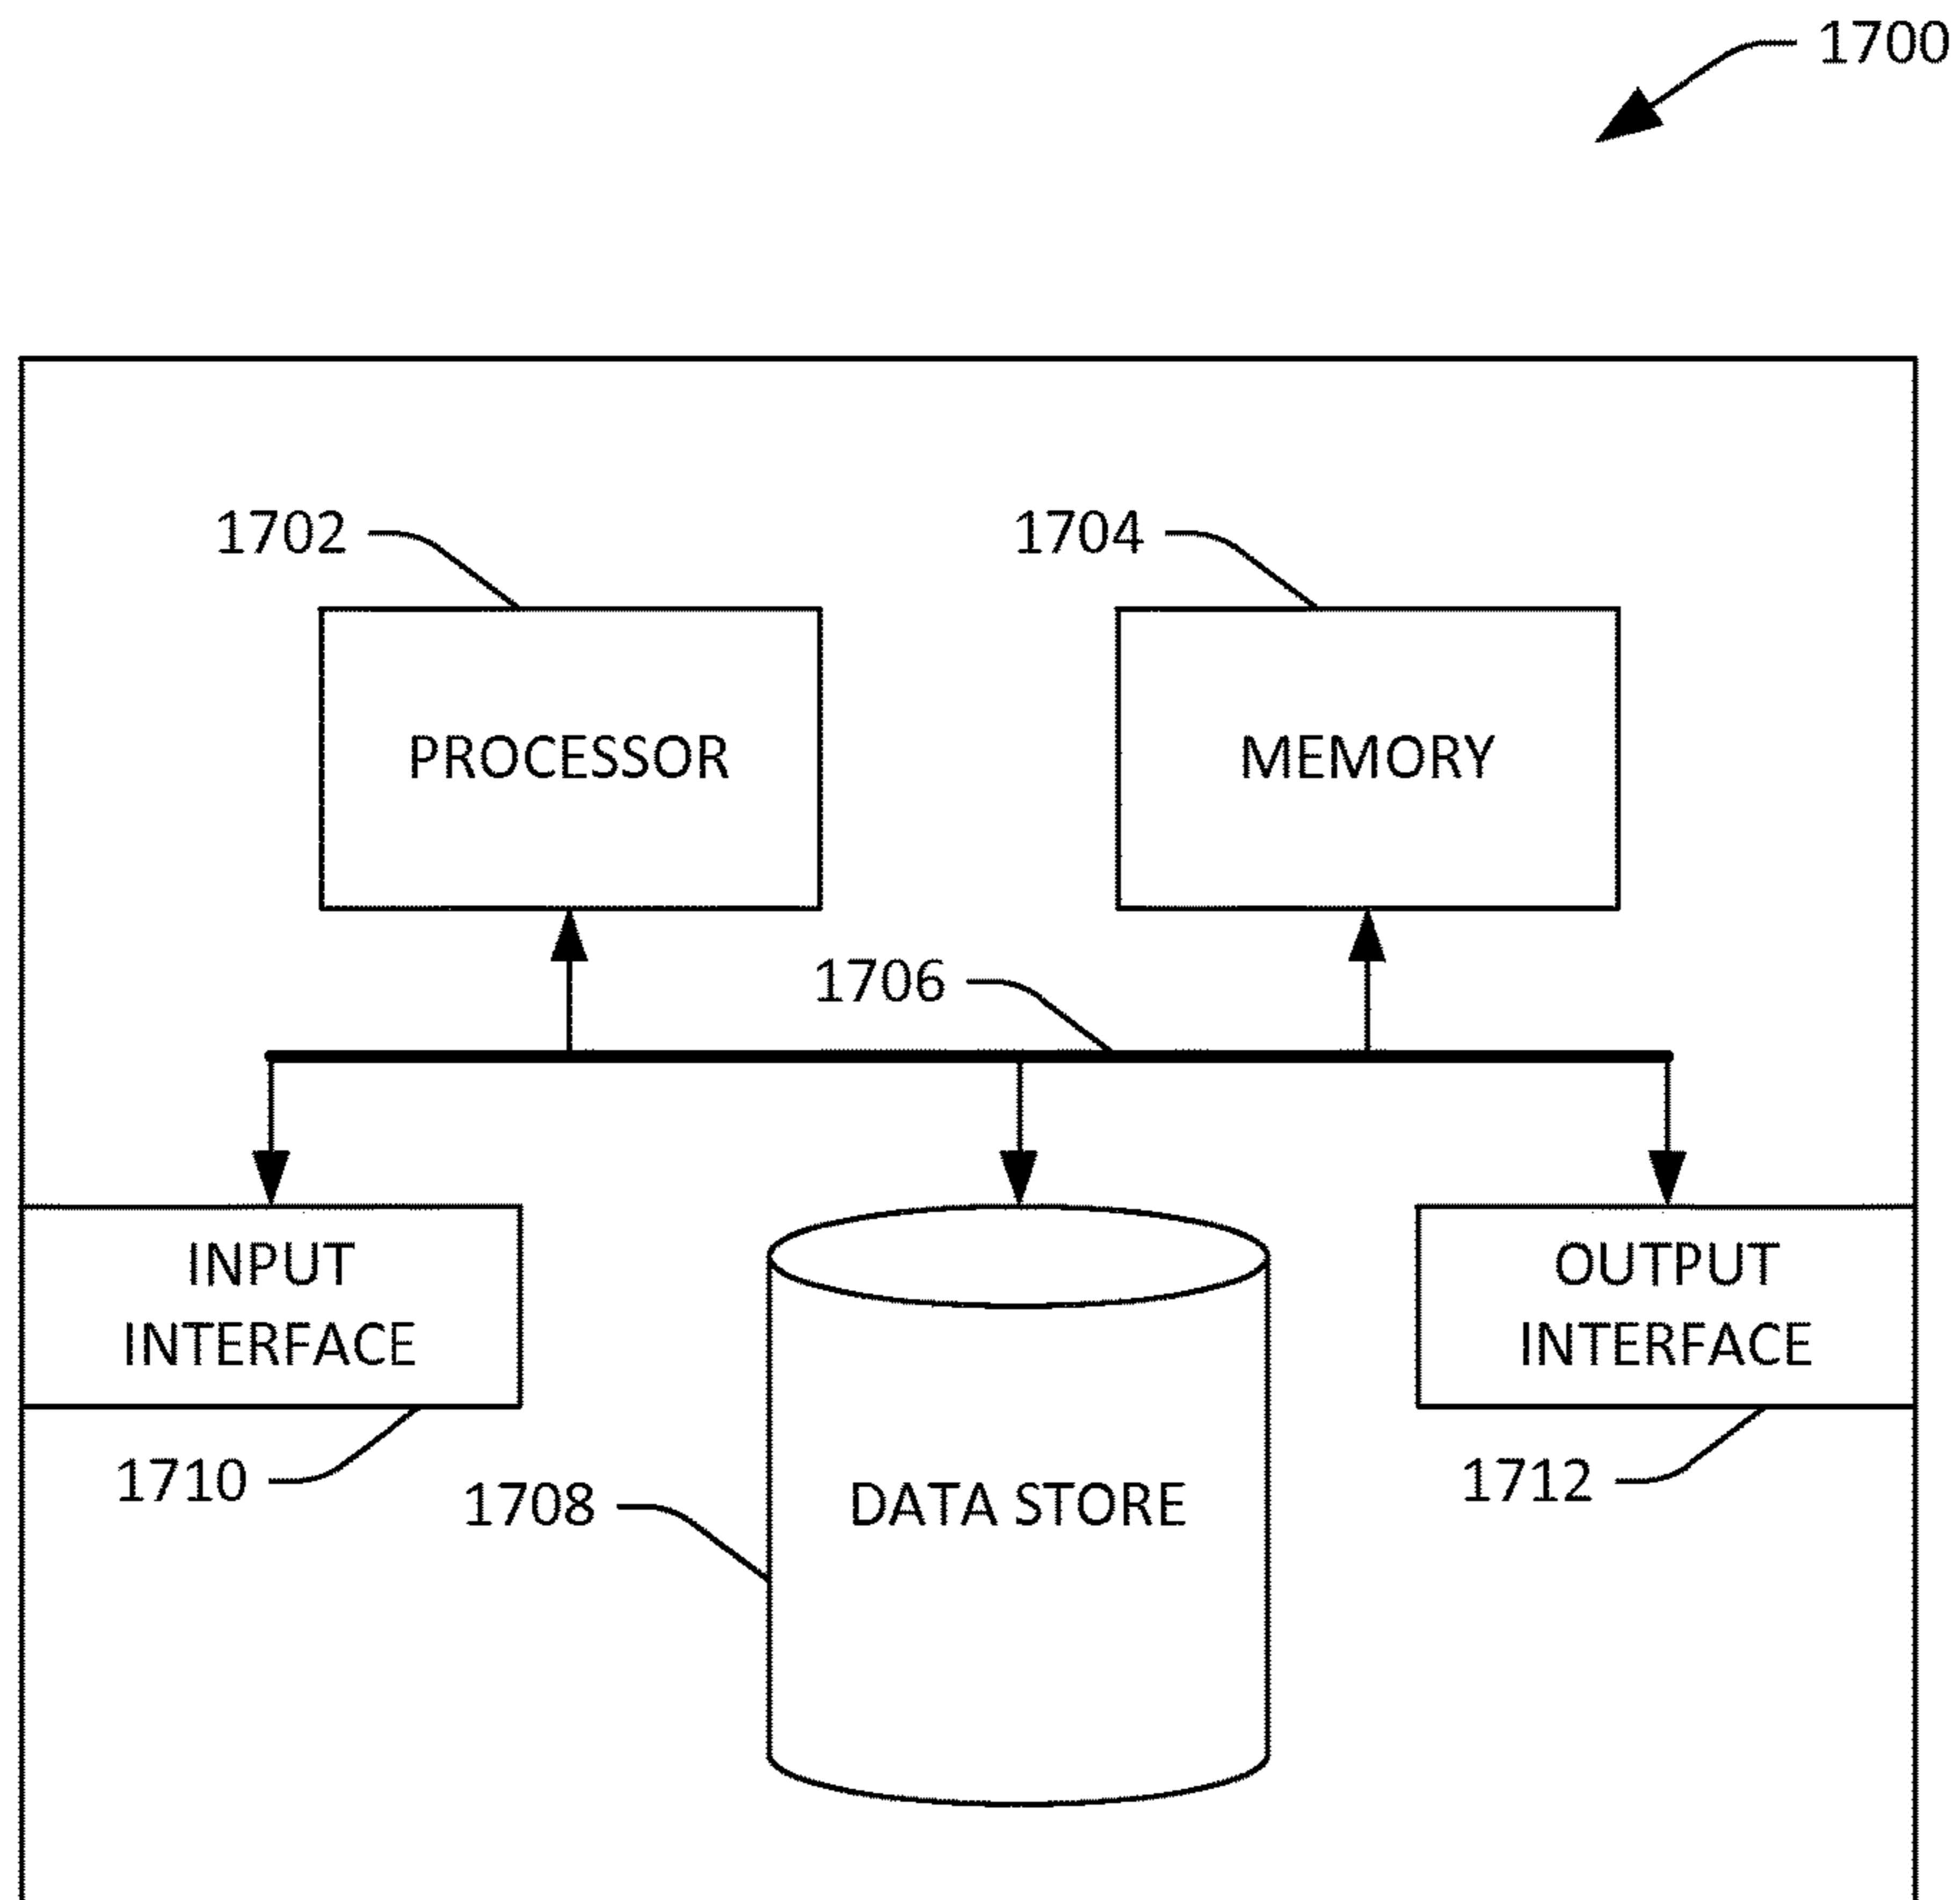 1700
1702
1704
PROCESSOR
MEMORY
1706
INPUT
INTERFACE
OUTPUT
INTERFACE
1710
1708
DATA STORE
1712